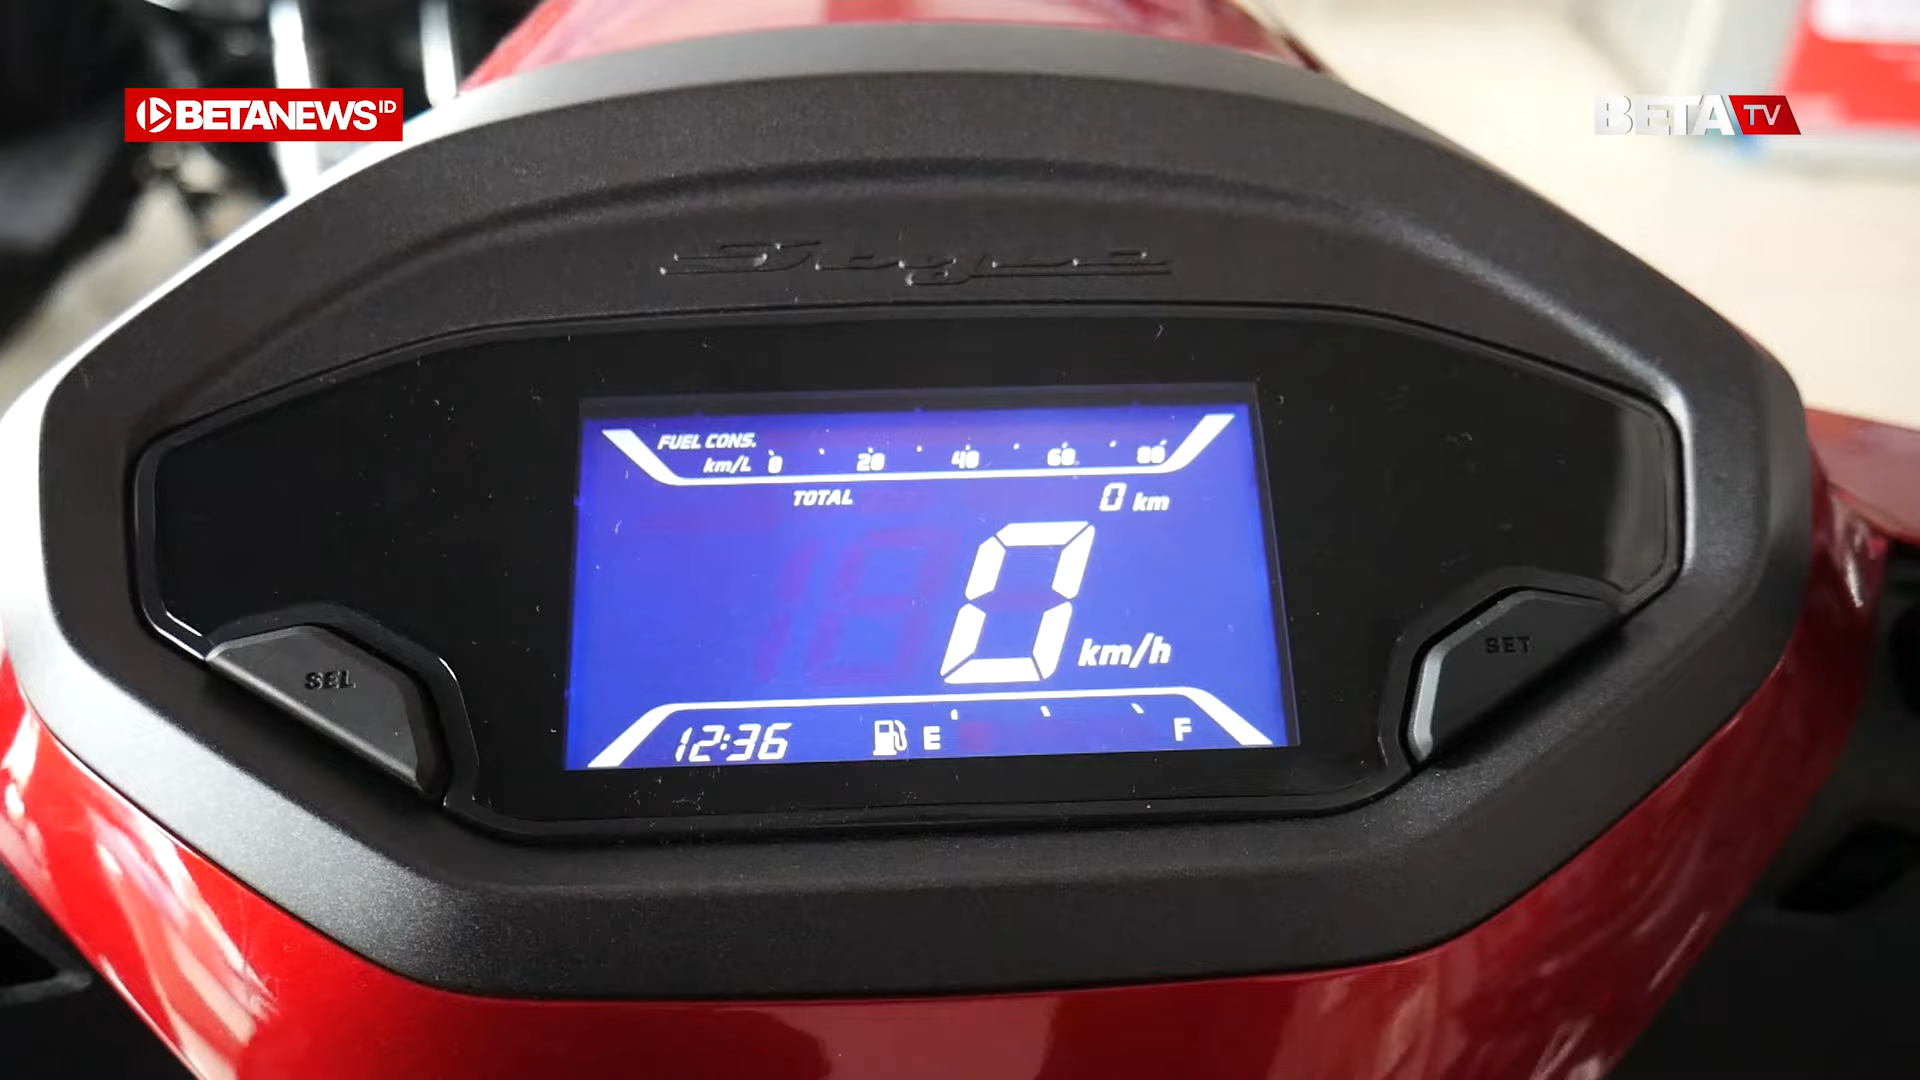 BETANEWS ID
BETA TV
Stylo
FUEL CONS.
km/L 0 20 40 60 80
TOTAL 0 km
0 km/h
SEL
SET
12:36 E F